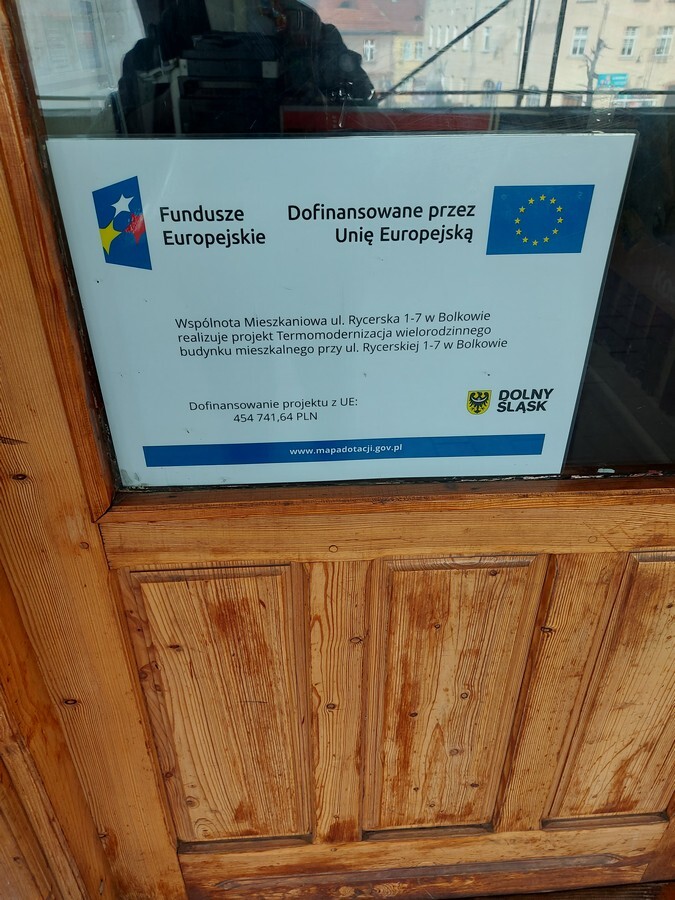 Fundusze
Europejskie
Dofinansowane przez
Unię Europejską
Wspólnota Mieszkaniowa ul. Rycerska 1-7 w Bolkowie
realizuje projekt Termomodernizacja wielorodzinnego
budynku mieszkalnego przy ul. Rycerskiej 1-7 w Bolkowie
Dofinansowanie projektu z UE:
454 741,64 PLN
DOLNY
ŚLĄSK
www.mapadotacji.gov.pl